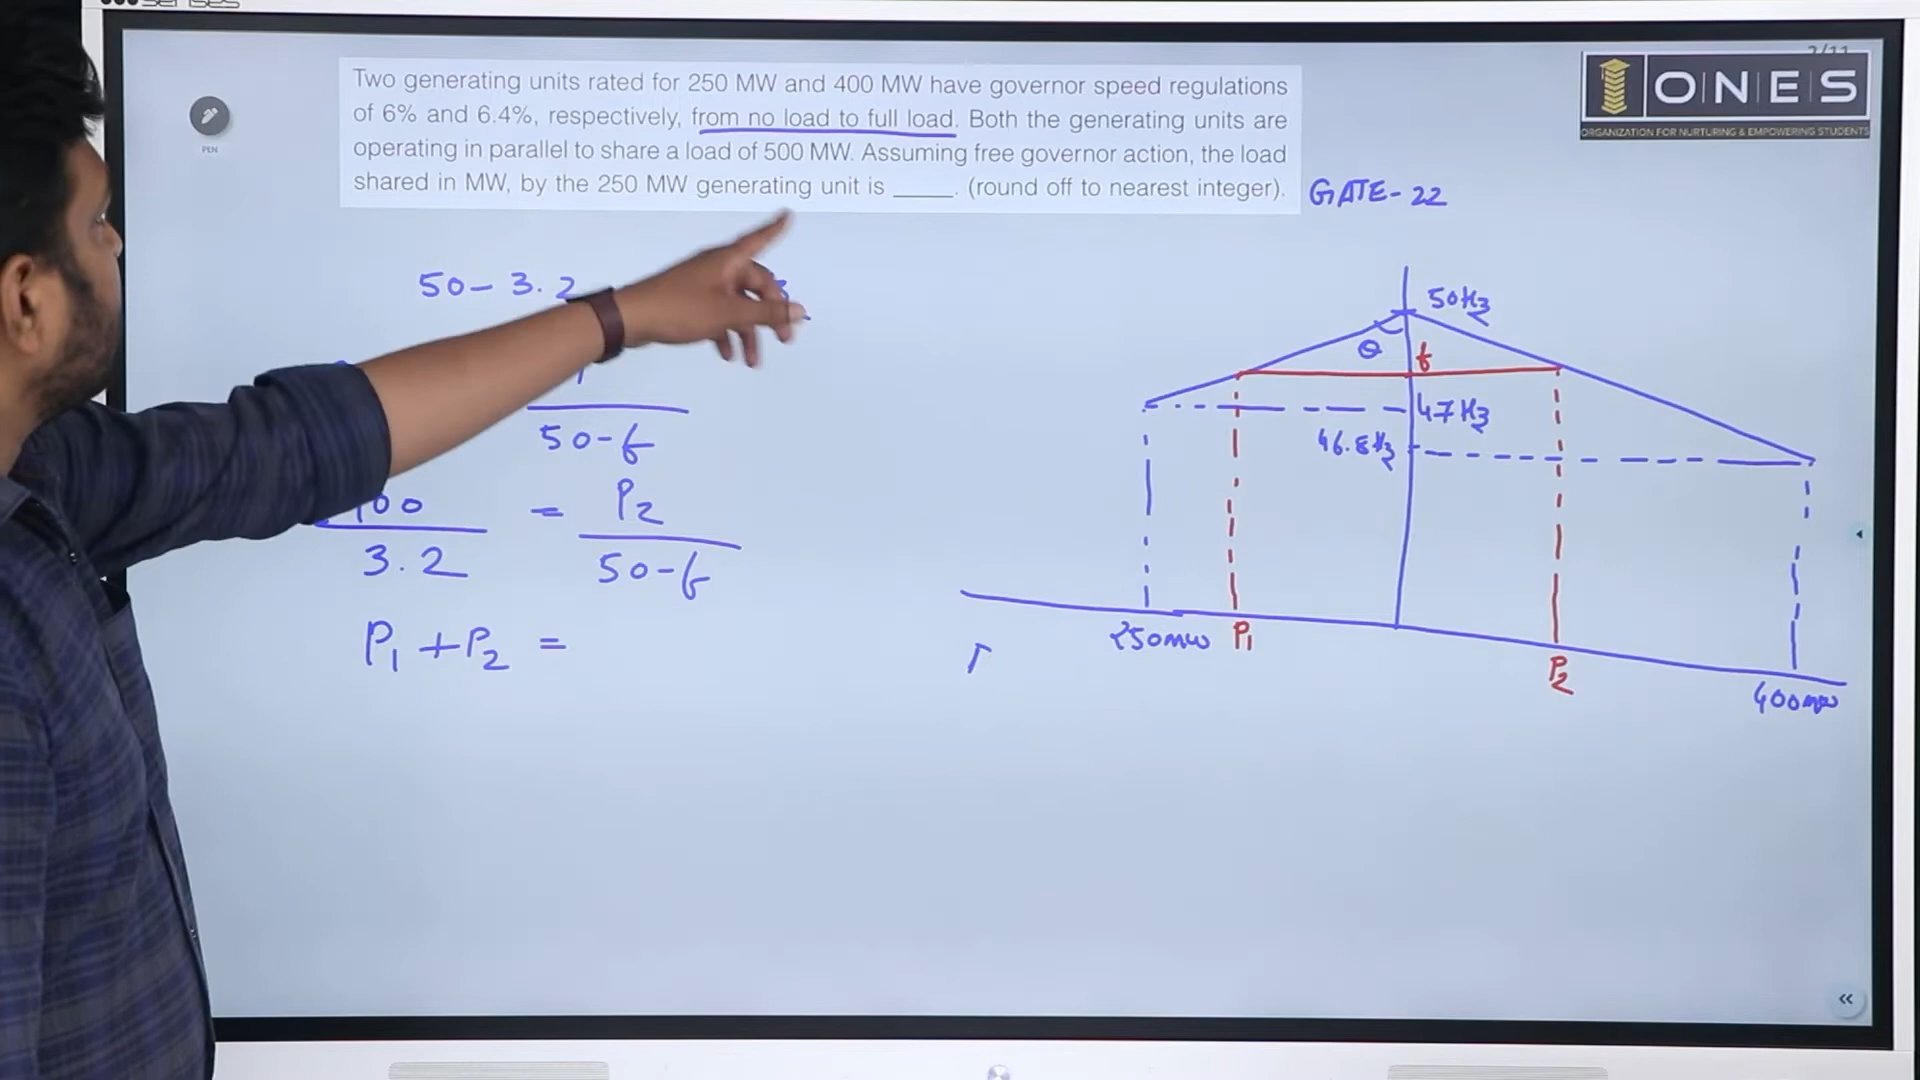 Two generating units rated for 250 MW and 400 MW have governor speed regulations
of 6% and 6.4%, respectively, from no load to full load. Both the generating units are
operating in parallel to share a load of 500 MW. Assuming free governor action, the load
shared in MW, by the 250 MW generating unit is _____. (round off to nearest integer).
GATE-22
ONES
ORGANIZATION FOR NURTURING & EMPOWERING STUDENTS
PEN
50-3.2
50-f
= P2
3.2 50-f
P1+P2 =
50Hz
θ
f
47Hz
46.8Hz
250MW P1
P2
400MW
«